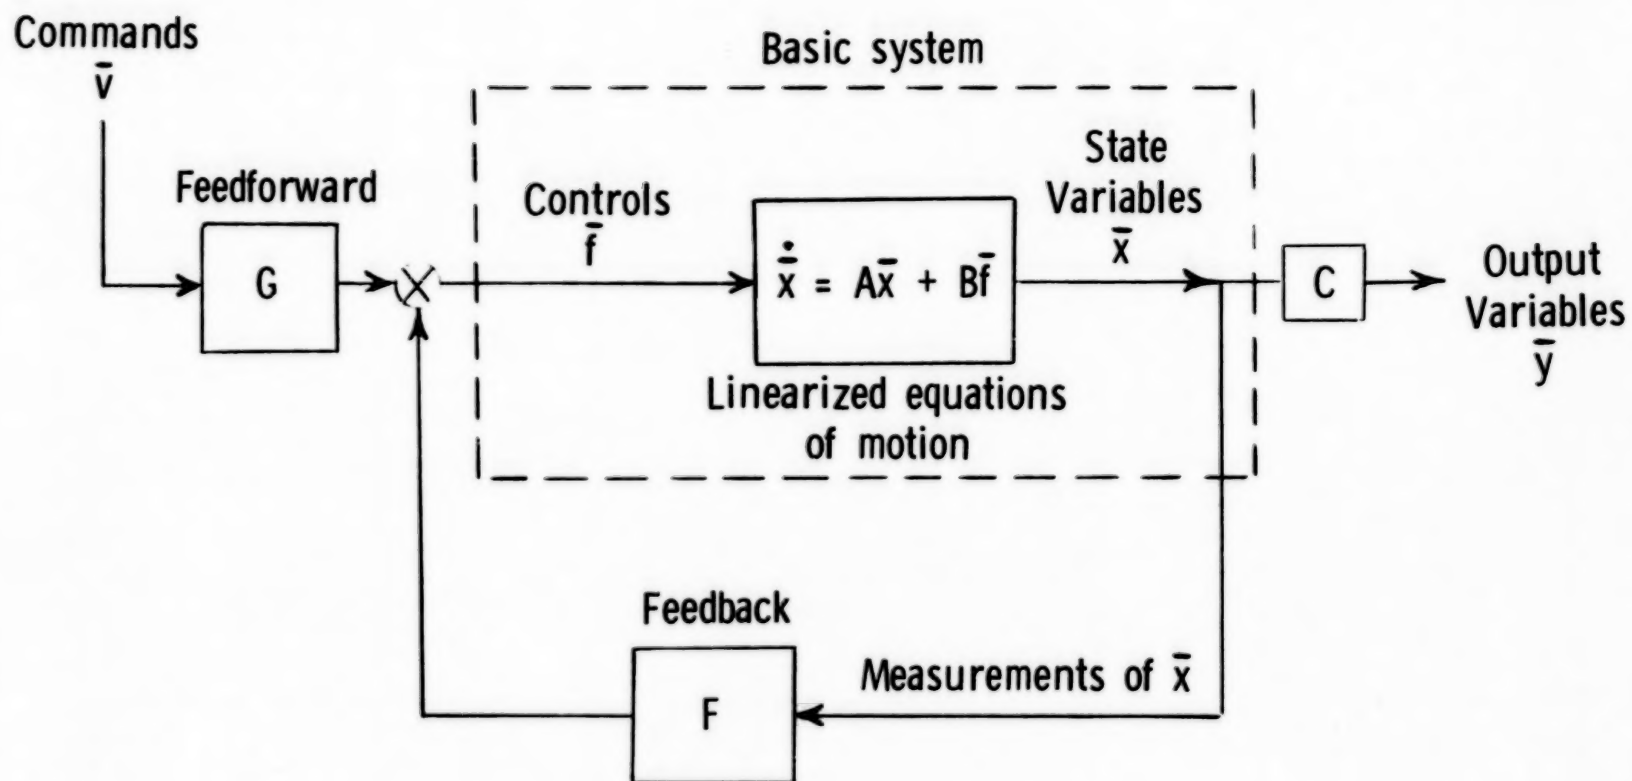 Commands
v̄
Basic system
Feedforward
G
Controls
f̄
State
Variables
x̄
ẋ̄ = Ax̄ + Bf̄
Linearized equations
of motion
C
Output
Variables
ȳ
Feedback
F
Measurements of x̄